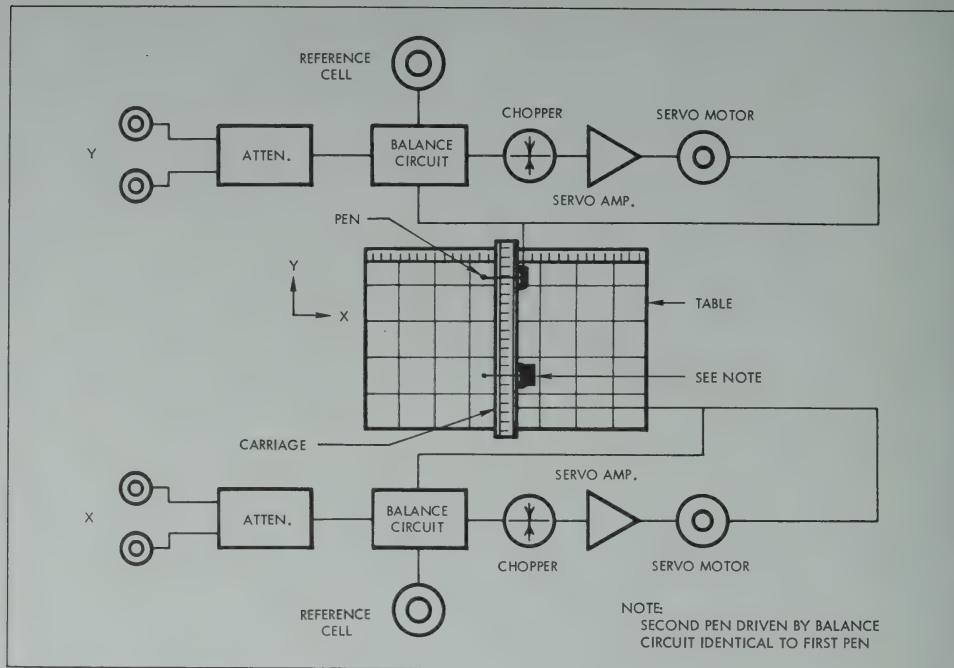 REFERENCE
CELL
CHOPPER
SERVO MOTOR
Y
ATTEN.
BALANCE
CIRCUIT
SERVO AMP.
PEN
Y
X
TABLE
SEE NOTE
CARRIAGE
SERVO AMP.
X
ATTEN.
BALANCE
CIRCUIT
CHOPPER
SERVO MOTOR
REFERENCE
CELL
NOTE:
SECOND PEN DRIVEN BY BALANCE
CIRCUIT IDENTICAL TO FIRST PEN